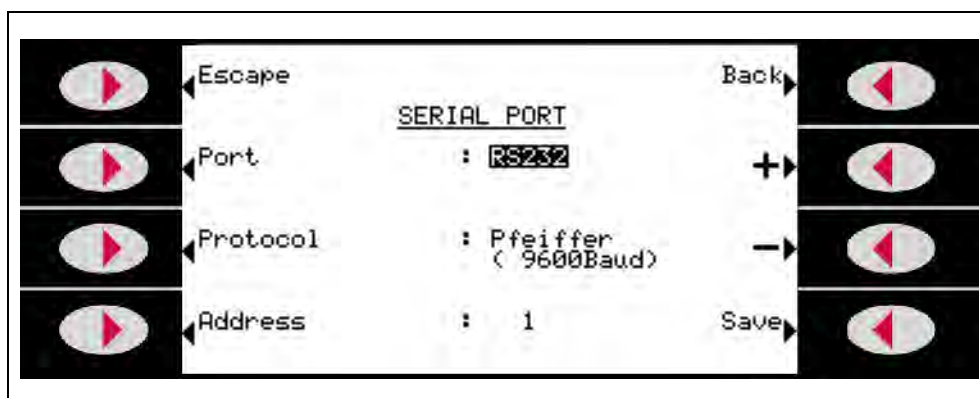 Escape Back
SERIAL PORT
Port : RS232 +
Protocol : Pfeiffer -
( 9600Baud)
Address : 1 Save